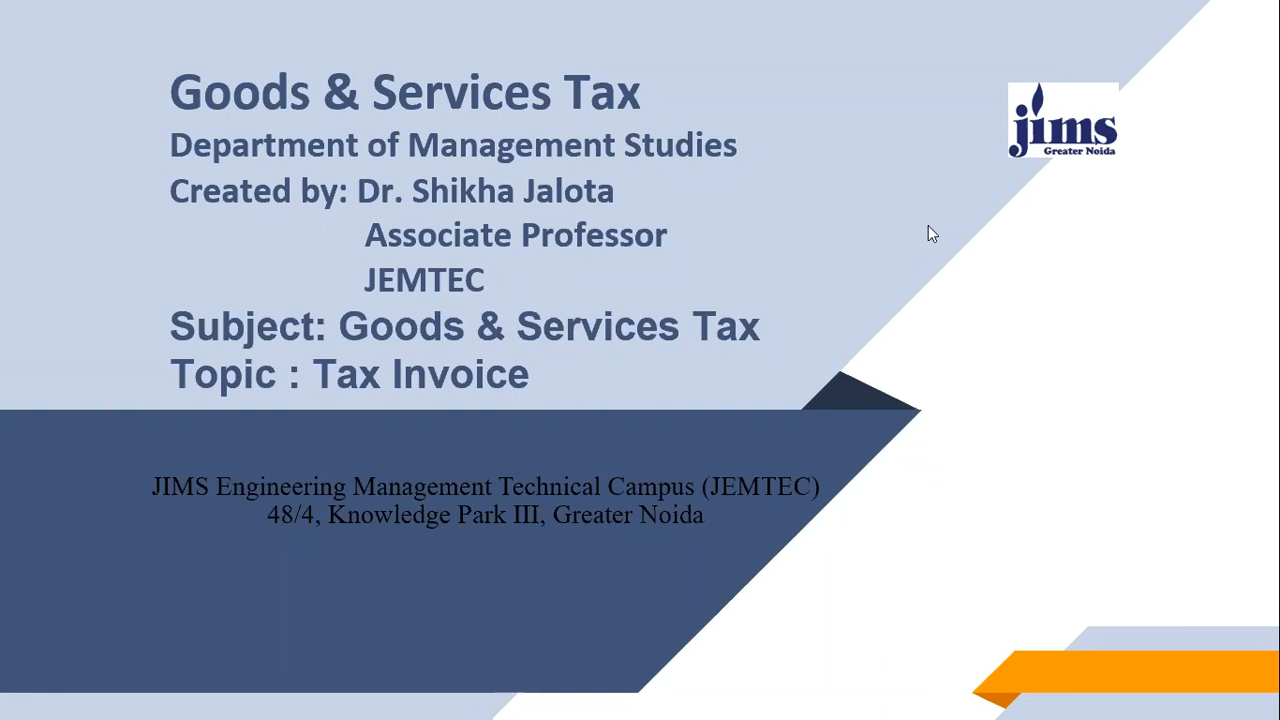 Goods & Services Tax
Department of Management Studies
Created by: Dr. Shikha Jalota
Associate Professor
JEMTEC
Subject: Goods & Services Tax
Topic : Tax Invoice
jims
Greater Noida
JIMS Engineering Management Technical Campus (JEMTEC)
48/4, Knowledge Park III, Greater Noida